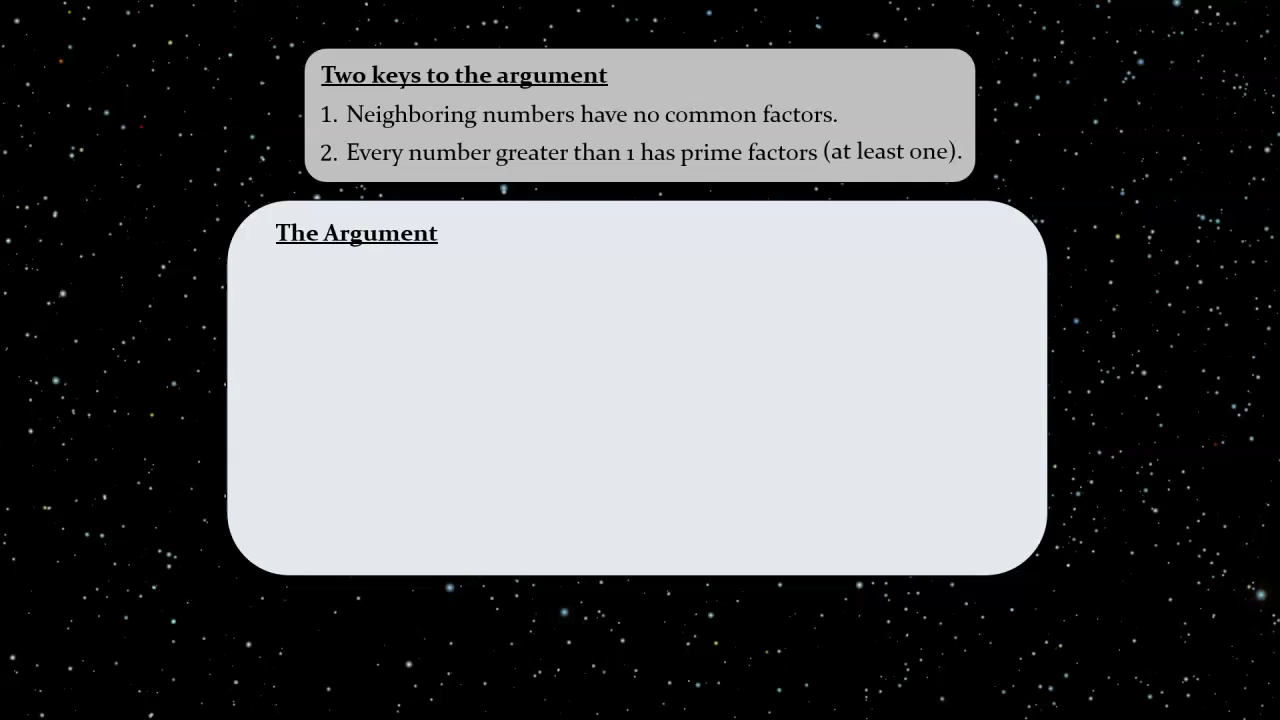 Two keys to the argument
1. Neighboring numbers have no common factors.
2. Every number greater than 1 has prime factors (at least one).
The Argument